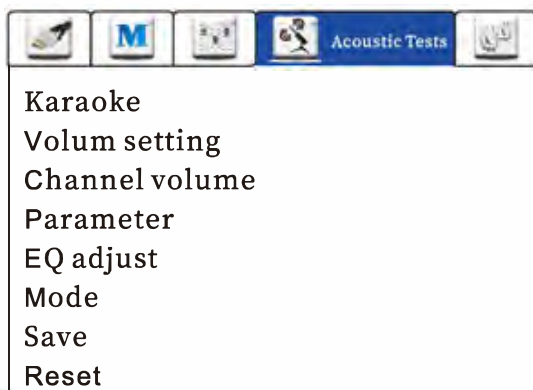 M
Acoustic Tests
Karaoke
Volum setting
Channel volume
Parameter
EQ adjust
Mode
Save
Reset